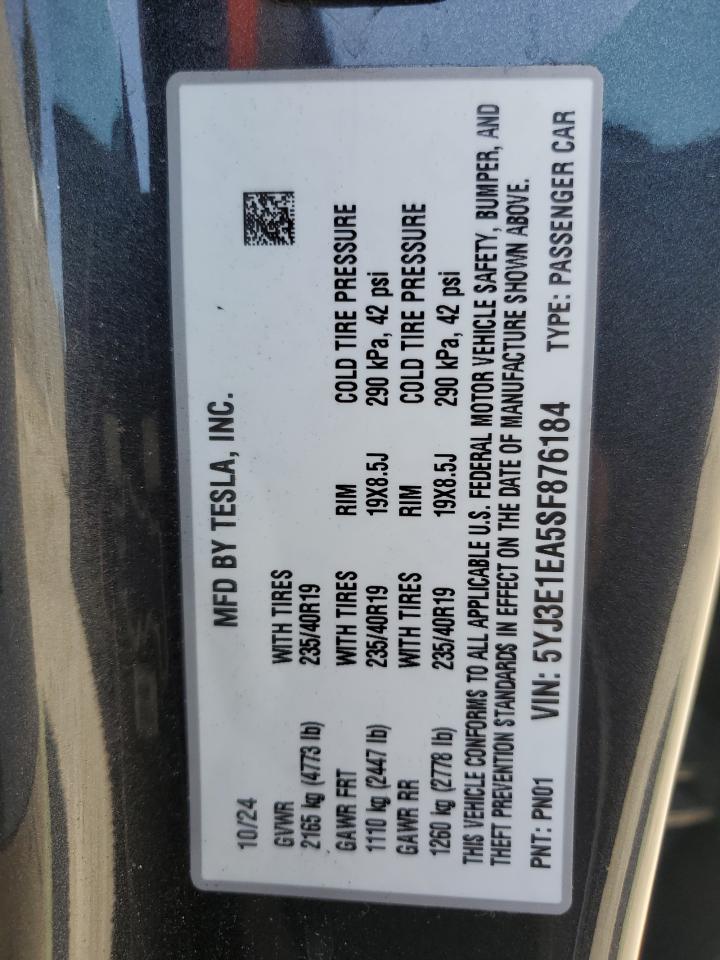 MFD BY TESLA, INC.
10/24
GVWR WITH TIRES
2165 kg (4773 lb) 235/40R19
GAWR FRT WITH TIRES RIM COLD TIRE PRESSURE
1110 kg (2447 lb) 235/40R19 19X8.5J 290 kPa, 42 psi
GAWR RR WITH TIRES RIM COLD TIRE PRESSURE
1260 kg (2778 lb) 235/40R19 19X8.5J 290 kPa, 42 psi
THIS VEHICLE CONFORMS TO ALL APPLICABLE U.S. FEDERAL MOTOR VEHICLE SAFETY, BUMPER, AND
THEFT PREVENTION STANDARDS IN EFFECT ON THE DATE OF MANUFACTURE SHOWN ABOVE.
PNT: PN01 VIN: 5YJ3E1EA5SF876184 TYPE: PASSENGER CAR